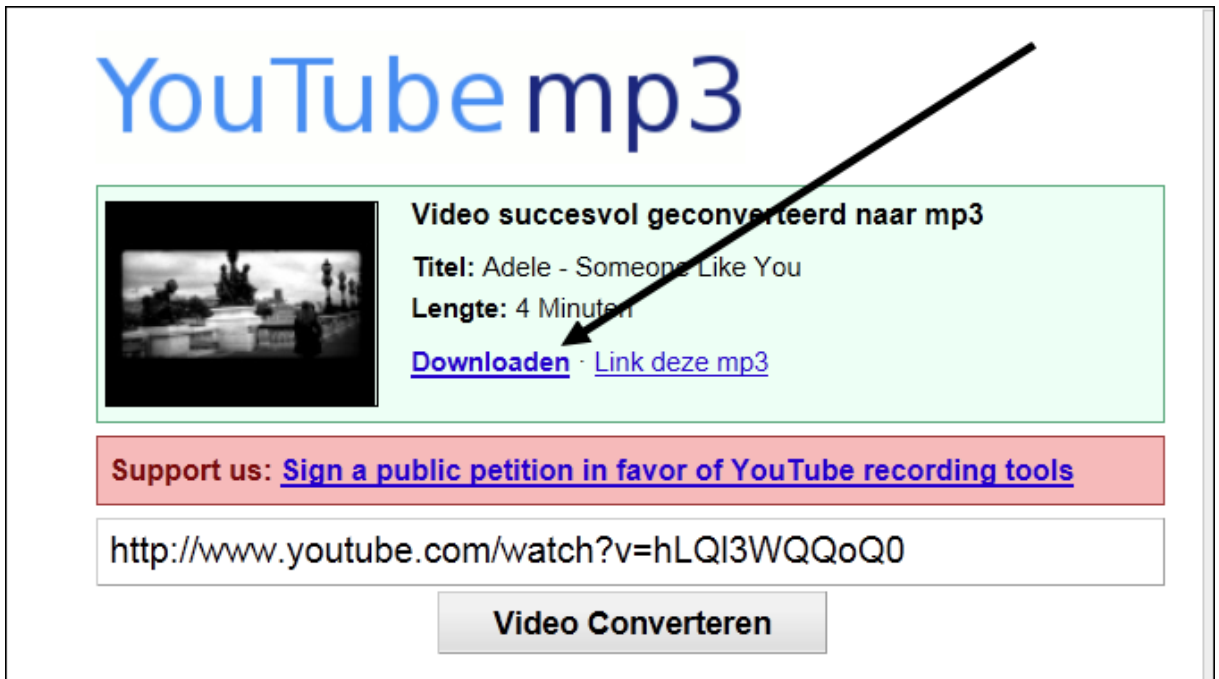 YouTube mp3
Video succesvol geconverteerd naar mp3
Titel: Adele - Someone Like You
Lengte: 4 Minuten
Downloaden · Link deze mp3
Support us: Sign a public petition in favor of YouTube recording tools
http://www.youtube.com/watch?v=hLQl3WQQoQ0
Video Converteren